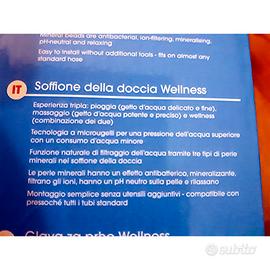 Mineral beads are antibacterial, ion-filtering, mineralising,
pH-neutral and relaxing
Easy to install without additional tools - fits on almost any
standard hose
IT
Soffione della doccia Wellness
Esperienza tripla: pioggia (getto d'acqua delicato e fine),
massaggio (getto d'acqua potente e preciso) e wellness
(combinazione dei due)
Tecnologia a microugelli per una pressione dell'acqua superiore
con un consumo d'acqua minore
Funzione naturale di filtraggio dell'acqua tramite tre tipi di perle
minerali nel soffione della doccia
Le perle minerali hanno un effetto antibatterica, mineralizzante,
filtrano gli ioni, hanno un pH neutro sulla pelle e rilassano
Montaggio semplice senza utensili aggiuntivi - compatibile con
pressoché tutti i tubi standard
Glava za prho Wellness
subito